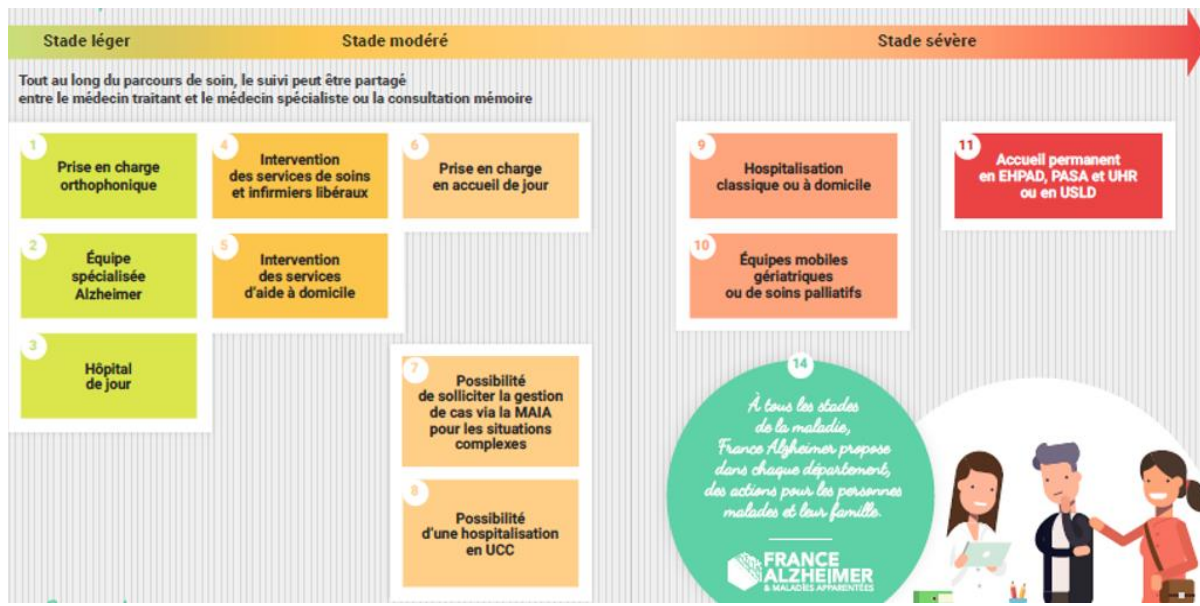 Stade léger
Stade modéré
Stade sévère
Tout au long du parcours de soin, le suivi peut être partagé
entre le médecin traitant et le médecin spécialiste ou la consultation mémoire
1
Prise en charge
orthophonique
2
Équipe
spécialisée
Alzheimer
3
Hôpital
de jour
4
Intervention
des services de soins
et infirmiers libéraux
5
Intervention
des services
d'aide à domicile
6
Prise en charge
en accueil de jour
7
Possibilité
de solliciter la gestion
de cas via la MAIA
pour les situations
complexes
8
Possibilité
d'une hospitalisation
en UCC
9
Hospitalisation
classique ou à domicile
10
Équipes mobiles
gériatriques
ou de soins palliatifs
11
Accueil permanent
en EHPAD, PASA et UHR
ou en USLD
14
À tous les stades
de la maladie,
France Alzheimer propose
dans chaque département,
des actions pour les personnes
malades et leur famille.
FRANCE
ALZHEIMER
& MALADIES APPARENTÉES